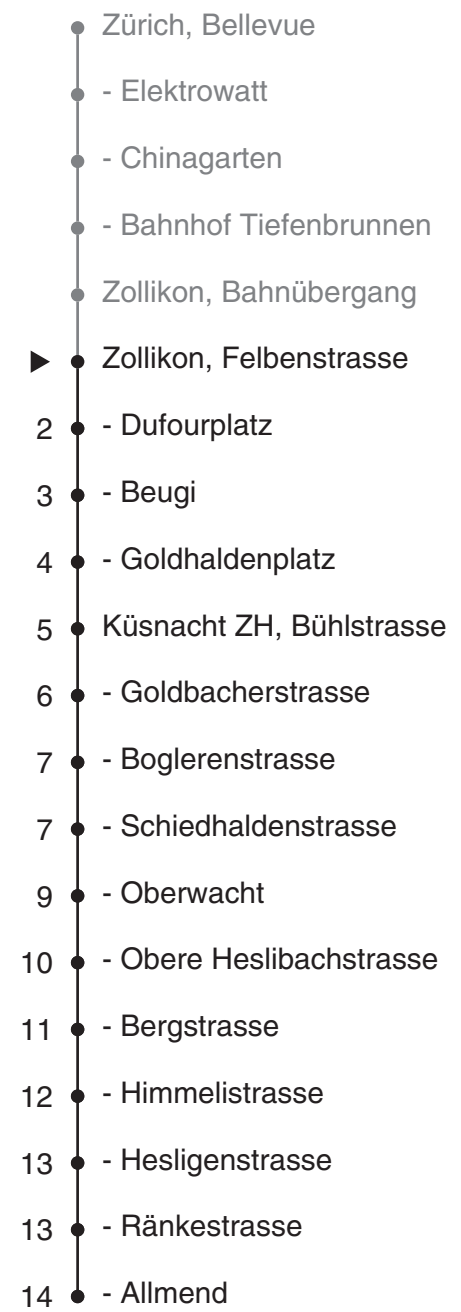 Zürich, Bellevue
- Elektrowatt
- Chinagarten
- Bahnhof Tiefenbrunnen
Zollikon, Bahnübergang
Zollikon, Felbenstrasse
2 - Dufourplatz
3 - Beugi
4 - Goldhaldenplatz
5 Küsnacht ZH, Bühlstrasse
6 - Goldbacherstrasse
7 - Boglerenstrasse
7 - Schiedhaldenstrasse
9 - Oberwacht
10 - Obere Heslibachstrasse
11 - Bergstrasse
12 - Himmelistrasse
13 - Hesligenstrasse
13 - Ränkestrasse
14 - Allmend